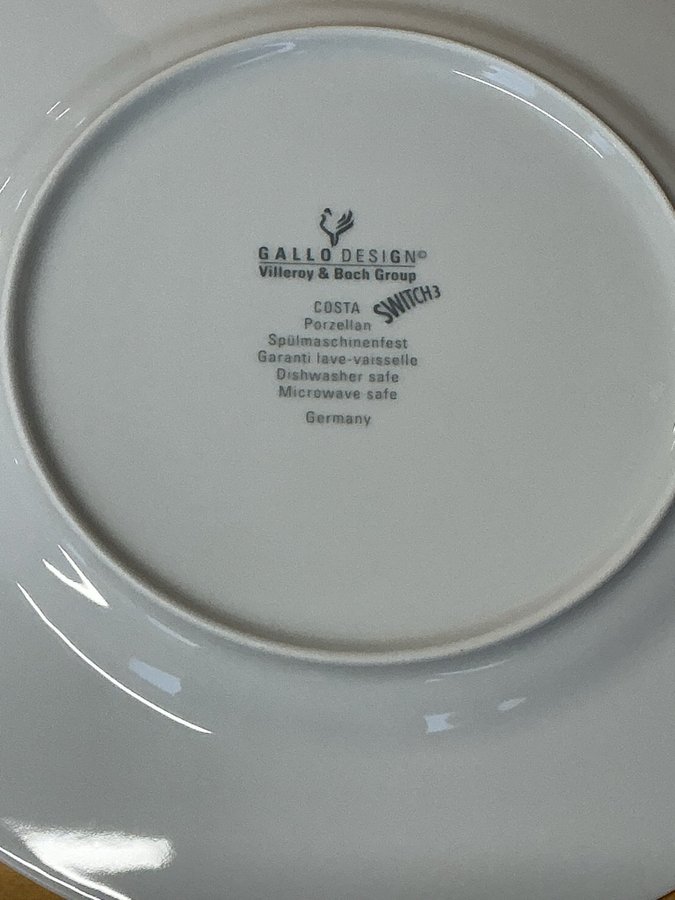 GALLO DESIGN©
Villeroy & Boch Group
COSTA
SWITCH3
Porzellan
Spülmaschinenfest
Garanti lave-vaisselle
Dishwasher safe
Microwave safe
Germany